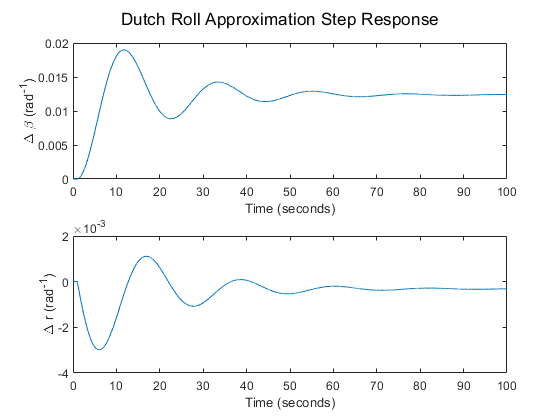 Dutch Roll Approximation Step Response
Δ β (rad⁻¹)
0.02
0.015
0.01
0.005
0
0 10 20 30 40 50 60 70 80 90 100
Time (seconds)
×10⁻³
Δ r (rad⁻¹)
2
0
-2
-4
0 10 20 30 40 50 60 70 80 90 100
Time (seconds)